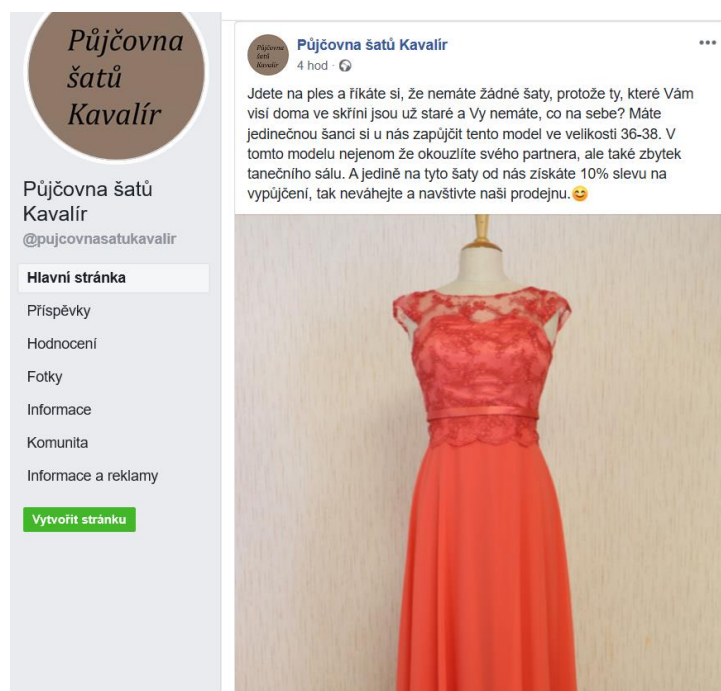 Půjčovna
šatů
Kavalír
Půjčovna šatů
Kavalír
@pujcovnasatukavalir
Hlavní stránka
Příspěvky
Hodnocení
Fotky
Informace
Komunita
Informace a reklamy
Vytvořit stránku
Půjčovna
šatů
Kavalír
Půjčovna šatů Kavalír
4 hod ·
Jdete na ples a říkáte si, že nemáte žádné šaty, protože ty, které Vám
visí doma ve skříni jsou už staré a Vy nemáte, co na sebe? Máte
jedinečnou šanci si u nás zapůjčit tento model ve velikosti 36-38. V
tomto modelu nejenom že okouzlíte svého partnera, ale také zbytek
tanečního sálu. A jedině na tyto šaty od nás získáte 10% slevu na
vypůjčení, tak neváhejte a navštivte naši prodejnu.😊